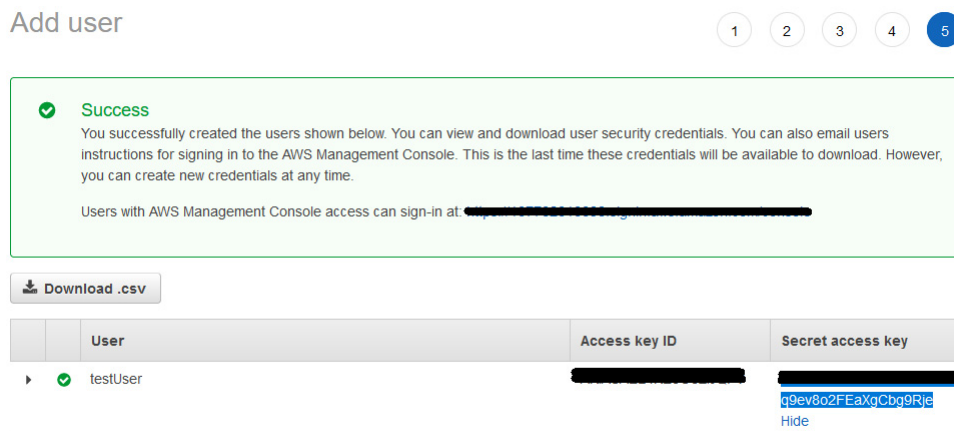 Add user
1 2 3 4 5
Success
You successfully created the users shown below. You can view and download user security credentials. You can also email users
instructions for signing in to the AWS Management Console. This is the last time these credentials will be available to download. However,
you can create new credentials at any time.
Users with AWS Management Console access can sign-in at:
Download .csv
User Access key ID Secret access key
testUser
q9ev8o2FEaXgCbg9Rje
Hide